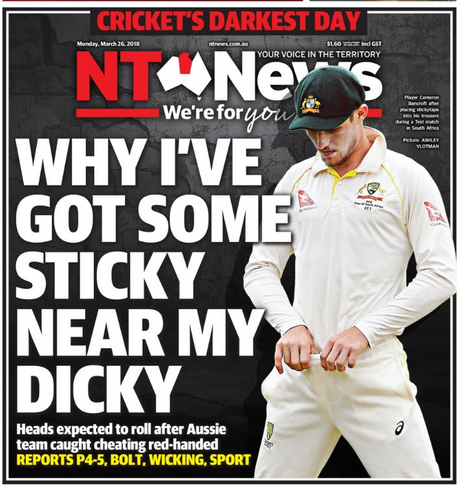 CRICKET'S DARKEST DAY
Monday, March 26, 2018
ntnews.com.au
$1.60
Incl GST
YOUR VOICE IN THE TERRITORY
NT News
We're for you
Player Cameron
Bancroft after
placing stickytape
into his trousers
during a Test match
in South Africa
Picture: ASHLEY
VLOTMAN
WHY I'VE
GOT SOME
STICKY
NEAR MY
DICKY
Heads expected to roll after Aussie
team caught cheating red-handed
REPORTS P4-5, BOLT, WICKING, SPORT